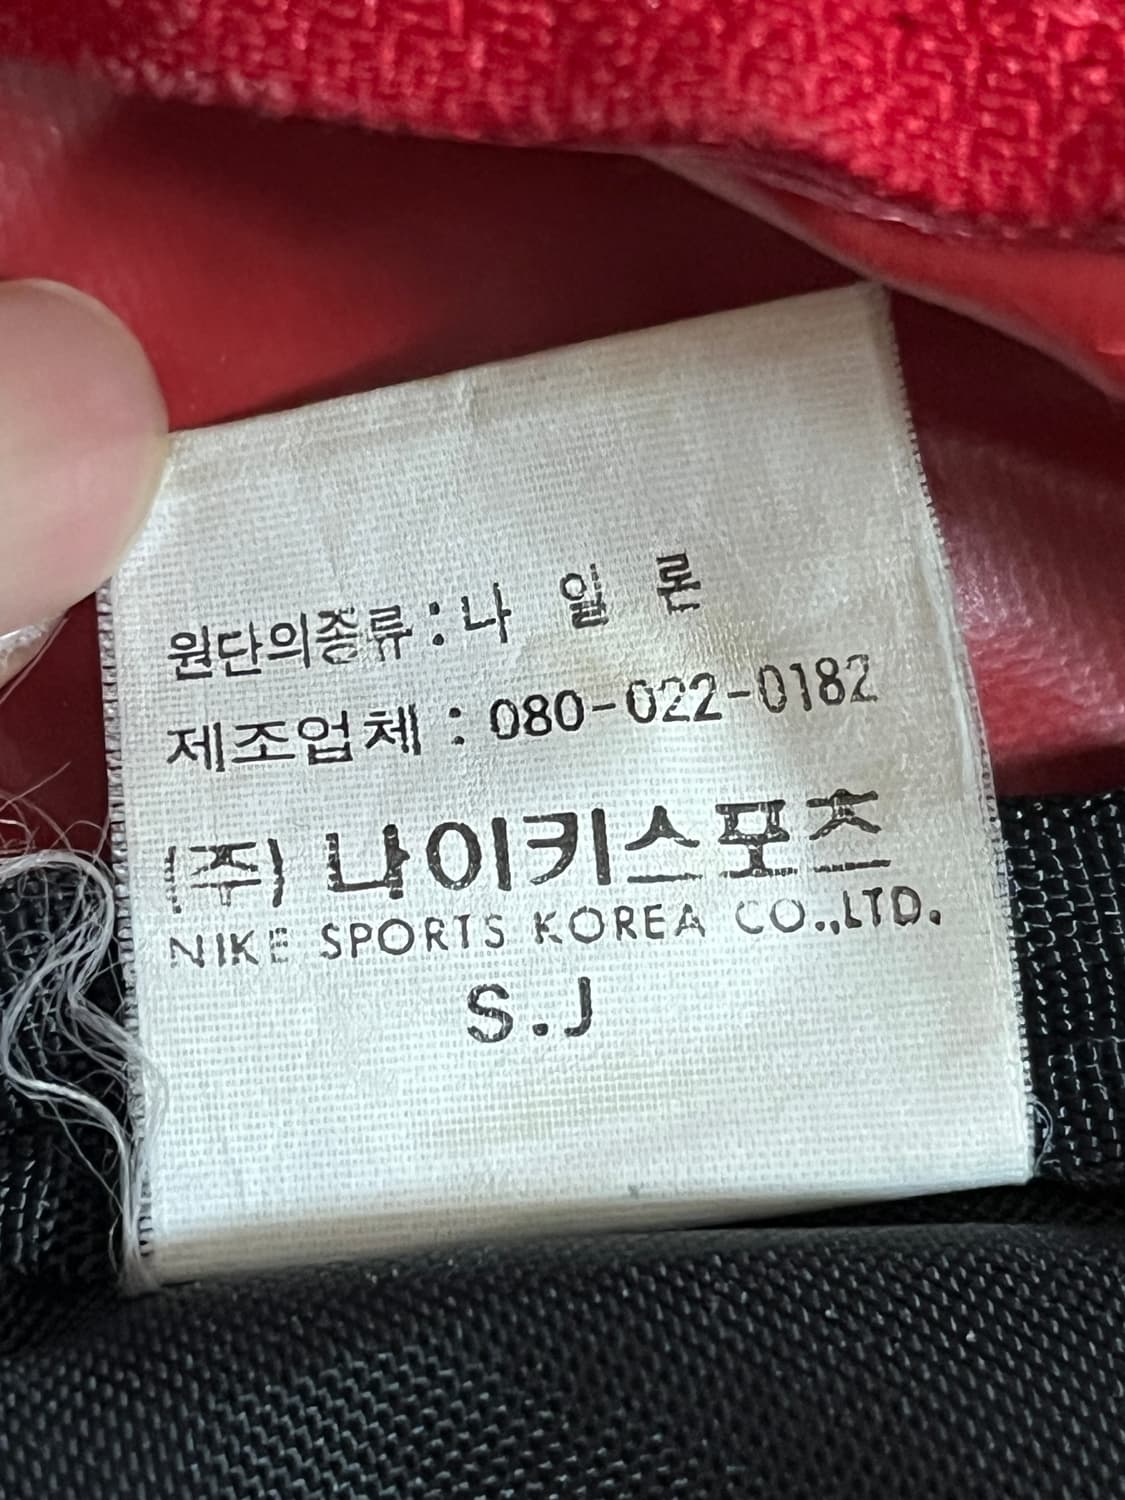 원단의종류 : 나 일 론
제조업체 : 080-022-0182
(주) 나이키스포츠
NIKE SPORTS KOREA CO.,LTD.
S.J